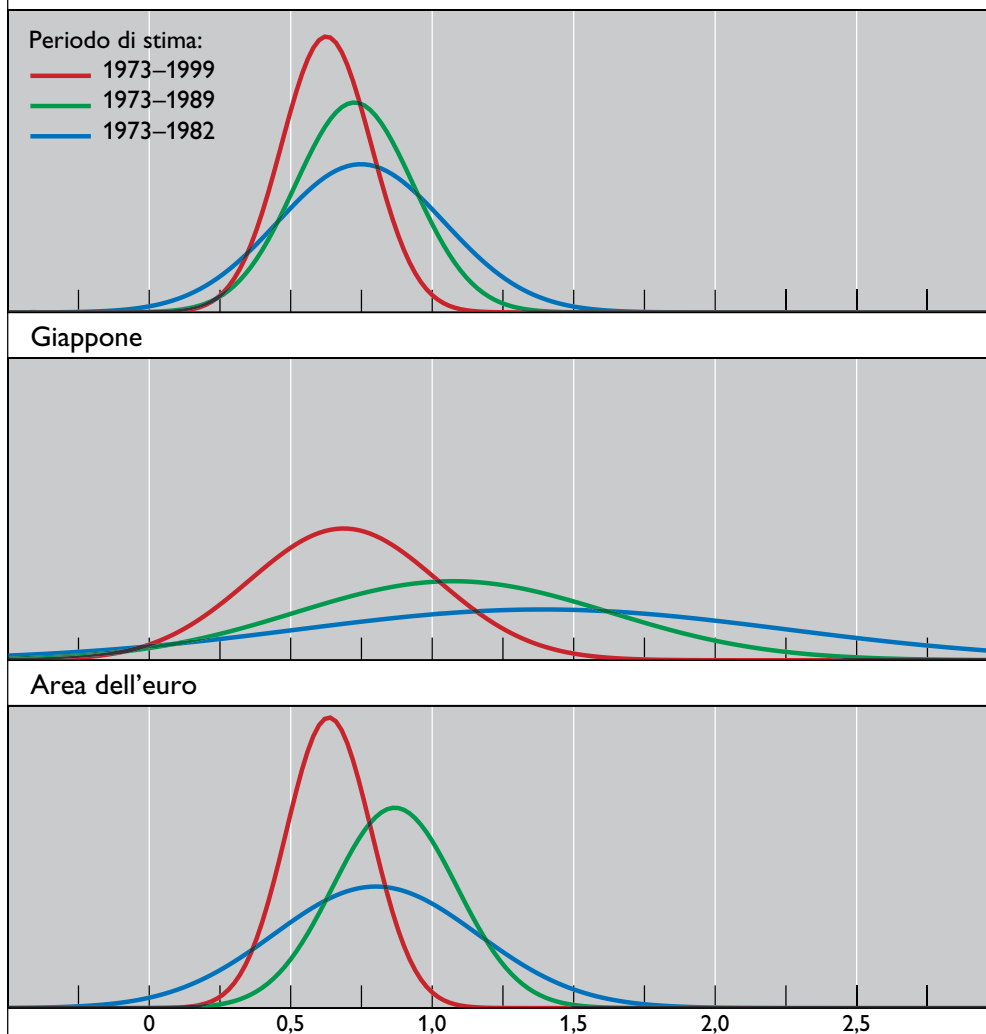 Periodo di stima:
1973–1999
1973–1989
1973–1982
Giappone
Area dell’euro
0 0,5 1,0 1,5 2,0 2,5